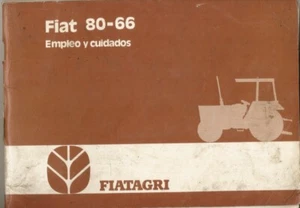 Fiat 80-66
Empleo y cuidados
FIATAGRI